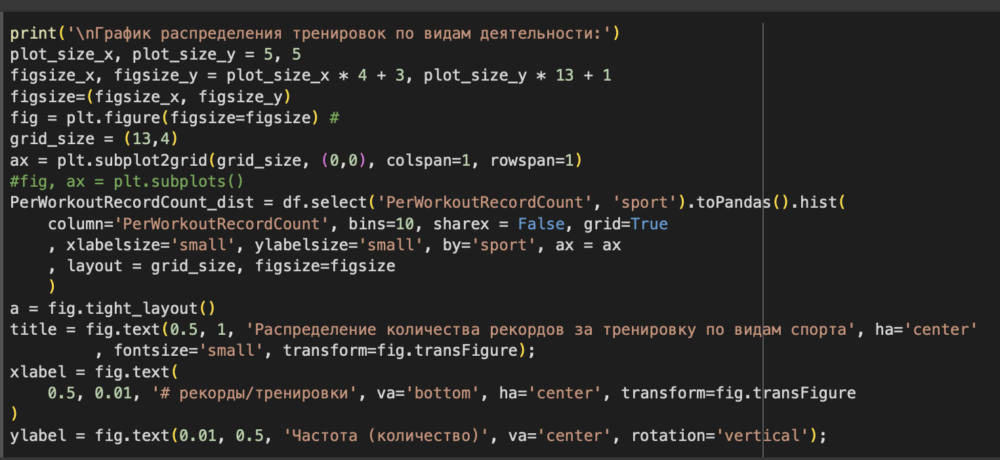 print('\nГрафик распределения тренировок по видам деятельности:')
plot_size_x, plot_size_y = 5, 5
figsize_x, figsize_y = plot_size_x * 4 + 3, plot_size_y * 13 + 1
figsize=(figsize_x, figsize_y)
fig = plt.figure(figsize=figsize) #
grid_size = (13,4)
ax = plt.subplot2grid(grid_size, (0,0), colspan=1, rowspan=1)
#fig, ax = plt.subplots()
PerWorkoutRecordCount_dist = df.select('PerWorkoutRecordCount', 'sport').toPandas().hist(
    column='PerWorkoutRecordCount', bins=10, sharex = False, grid=True
    , xlabelsize='small', ylabelsize='small', by='sport', ax = ax
    , layout = grid_size, figsize=figsize
    )
a = fig.tight_layout()
title = fig.text(0.5, 1, 'Распределение количества рекордов за тренировку по видам спорта', ha='center'
         , fontsize='small', transform=fig.transFigure);
xlabel = fig.text(
    0.5, 0.01, '# рекорды/тренировки', va='bottom', ha='center', transform=fig.transFigure
)
ylabel = fig.text(0.01, 0.5, 'Частота (количество)', va='center', rotation='vertical');